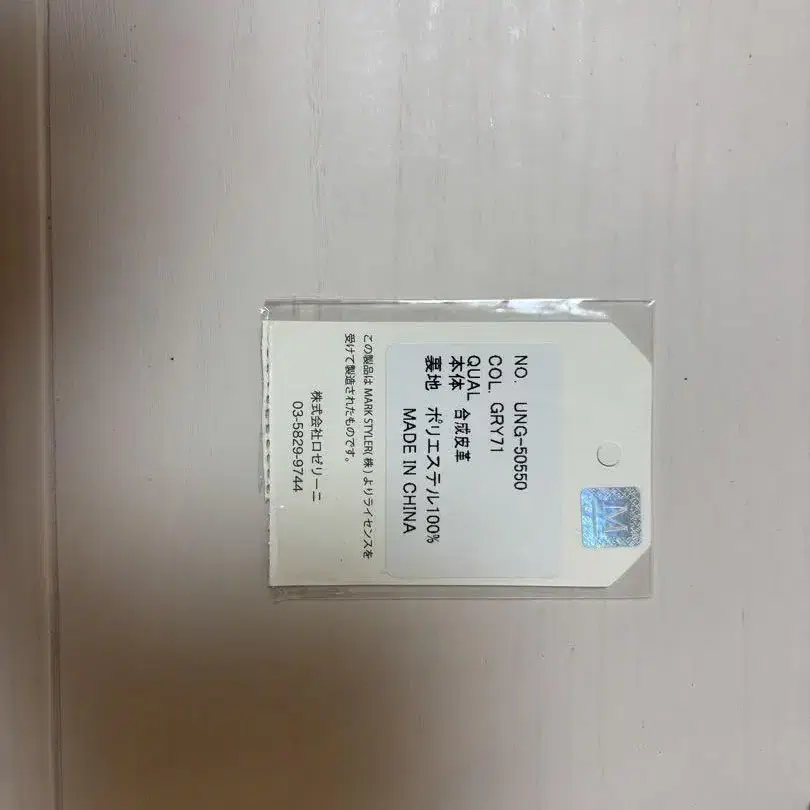 NO. UNG-50550
COL. GRY71
QUAL
本体 合成皮革
裏地 ポリエステル100%
MADE IN CHINA
この製品は MARK STYLER(株)よりライセンスを
受けて製造されたものです。
株式会社ロゼリーニ
03-5829-9744
M